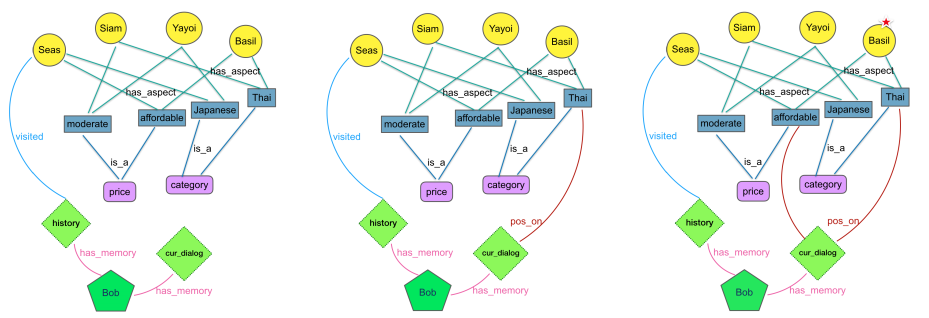 Seas
Siam
Yayoi
Basil
has_aspect
has_aspect
moderate
affordable
Japanese
Thai
visited
is_a
is_a
price
category
history
cur_dialog
has_memory
has_memory
Bob
Seas
Siam
Yayoi
Basil
has_aspect
has_aspect
moderate
affordable
Japanese
Thai
visited
is_a
is_a
price
category
pos_on
history
cur_dialog
has_memory
has_memory
Bob
Seas
Siam
Yayoi
Basil
has_aspect
has_aspect
moderate
affordable
Japanese
Thai
visited
is_a
is_a
price
category
pos_on
history
cur_dialog
has_memory
has_memory
Bob